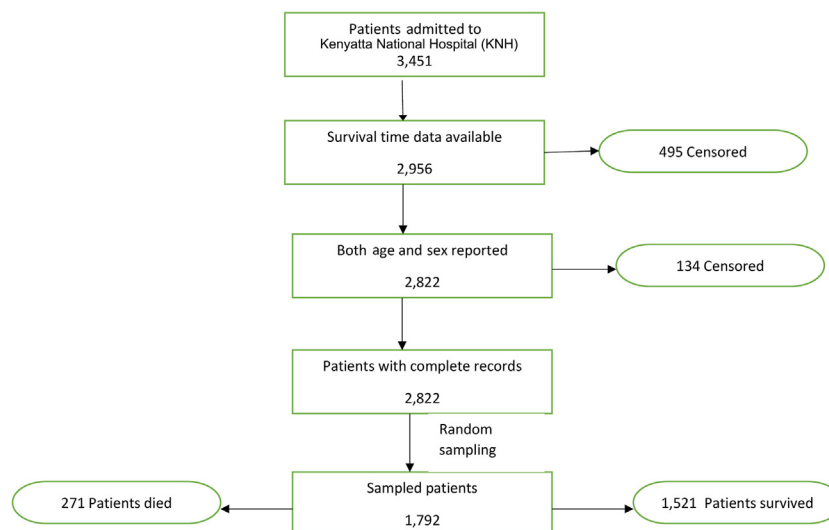 Patients admitted to
Kenyatta National Hospital (KNH)
3,451
Survival time data available
2,956
495 Censored
Both age and sex reported
2,822
134 Censored
Patients with complete records
2,822
Random
sampling
271 Patients died
Sampled patients
1,792
1,521 Patients survived